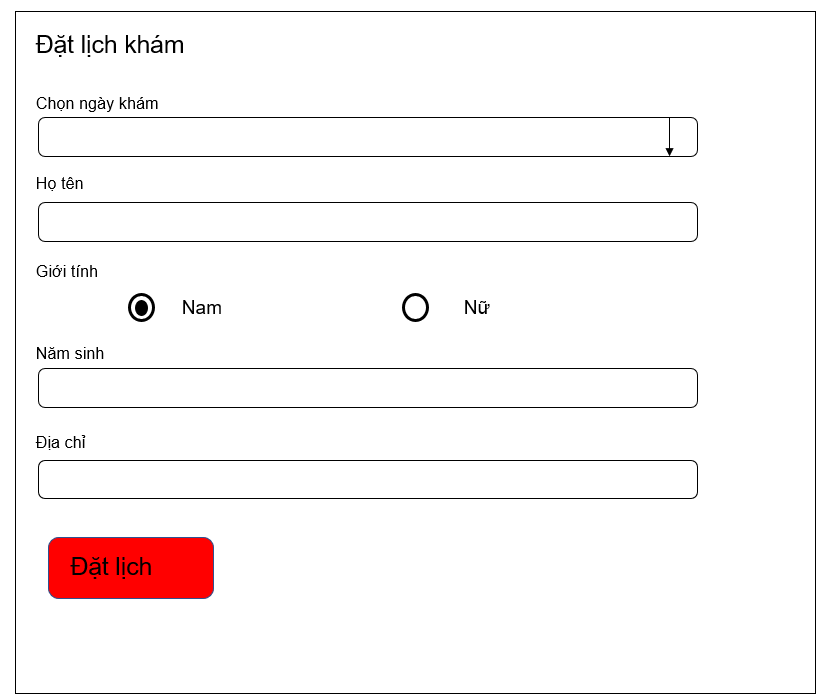 Đặt lịch khám
Chọn ngày khám
Họ tên
Giới tính
Nam Nữ
Năm sinh
Địa chỉ
Đặt lịch